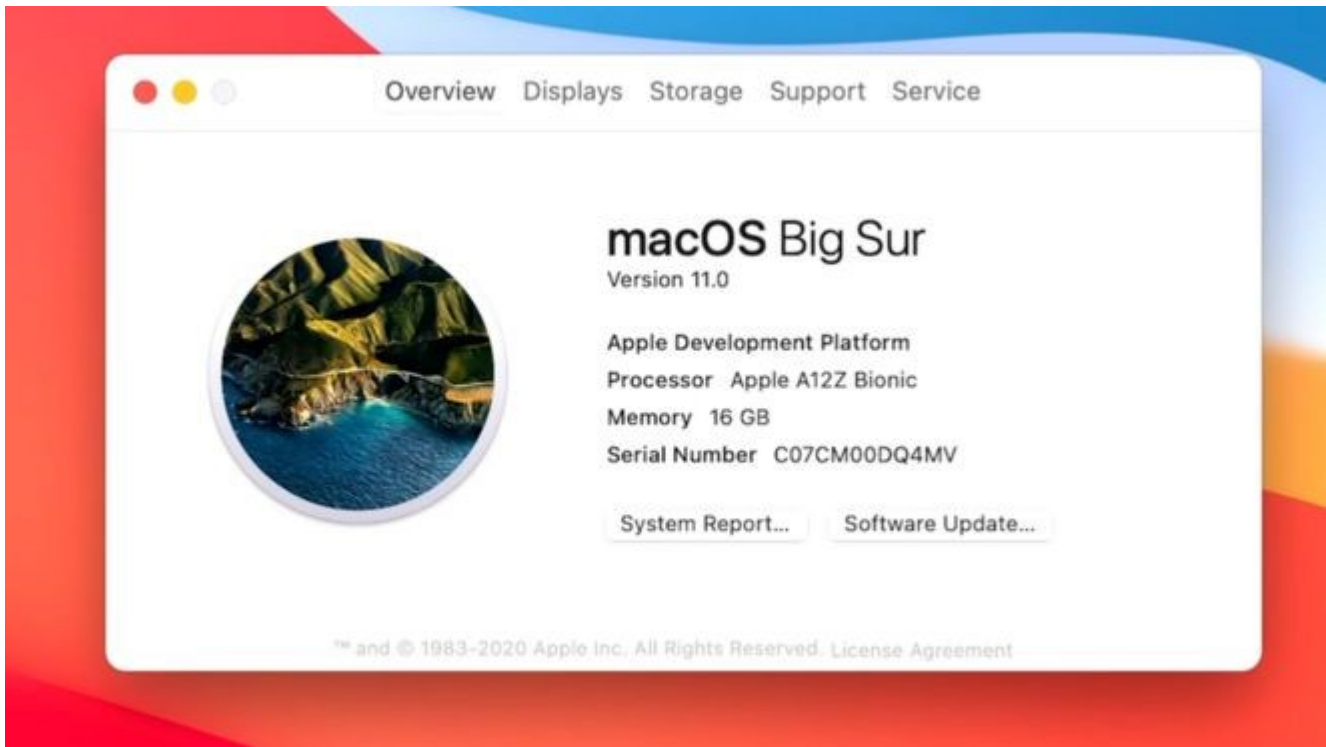 Overview Displays Storage Support Service
macOS Big Sur
Version 11.0
Apple Development Platform
Processor Apple A12Z Bionic
Memory 16 GB
Serial Number C07CM00DQ4MV
System Report... Software Update...
™ and © 1983-2020 Apple Inc. All Rights Reserved. License Agreement